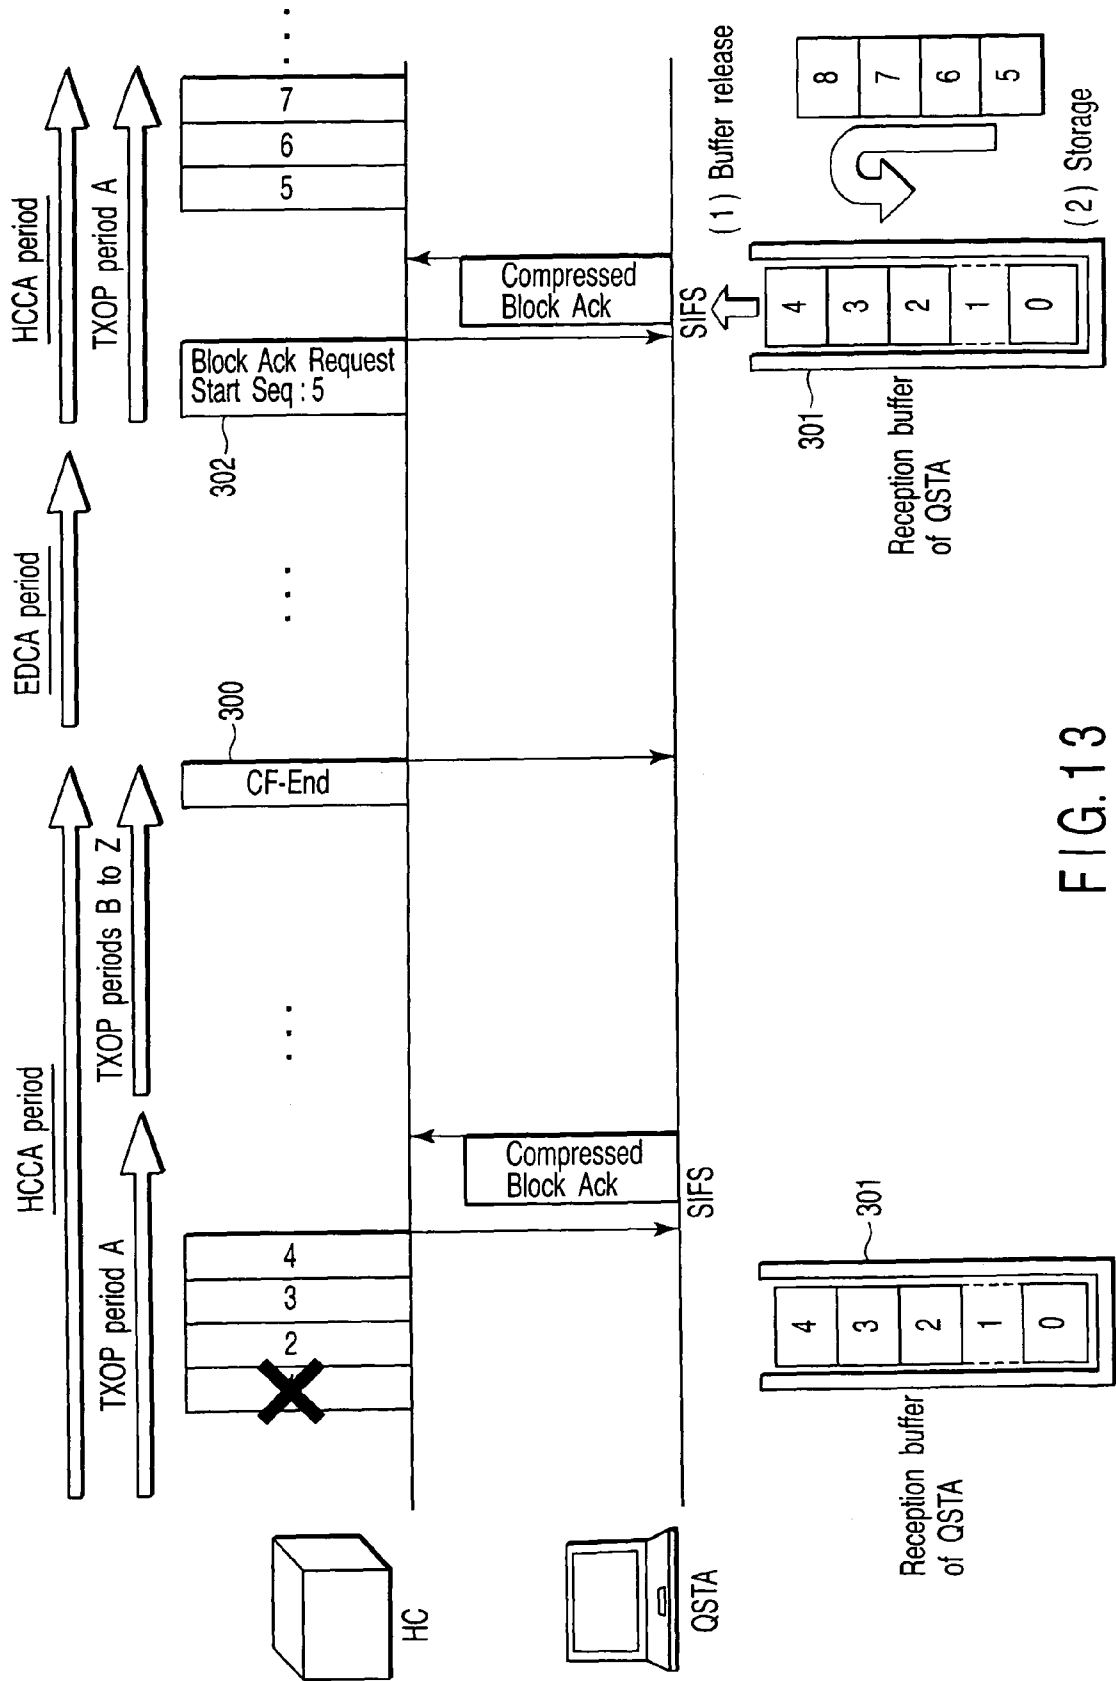 HCCA period
EDCA period
HCCA period
TXOP period A
TXOP periods B to Z
TXOP period A
2
3
4
. . .
CF-End
300
. . .
Block Ack Request
Start Seq : 5
302
5
6
7
. . .
HC
Compressed
Block Ack
SIFS
Compressed
Block Ack
SIFS
QSTA
(1) Buffer release
Reception buffer
of QSTA
301
4
3
2
1
0
Reception buffer
of QSTA
301
4
3
2
1
0
8
7
6
5
(2) Storage
FIG. 13